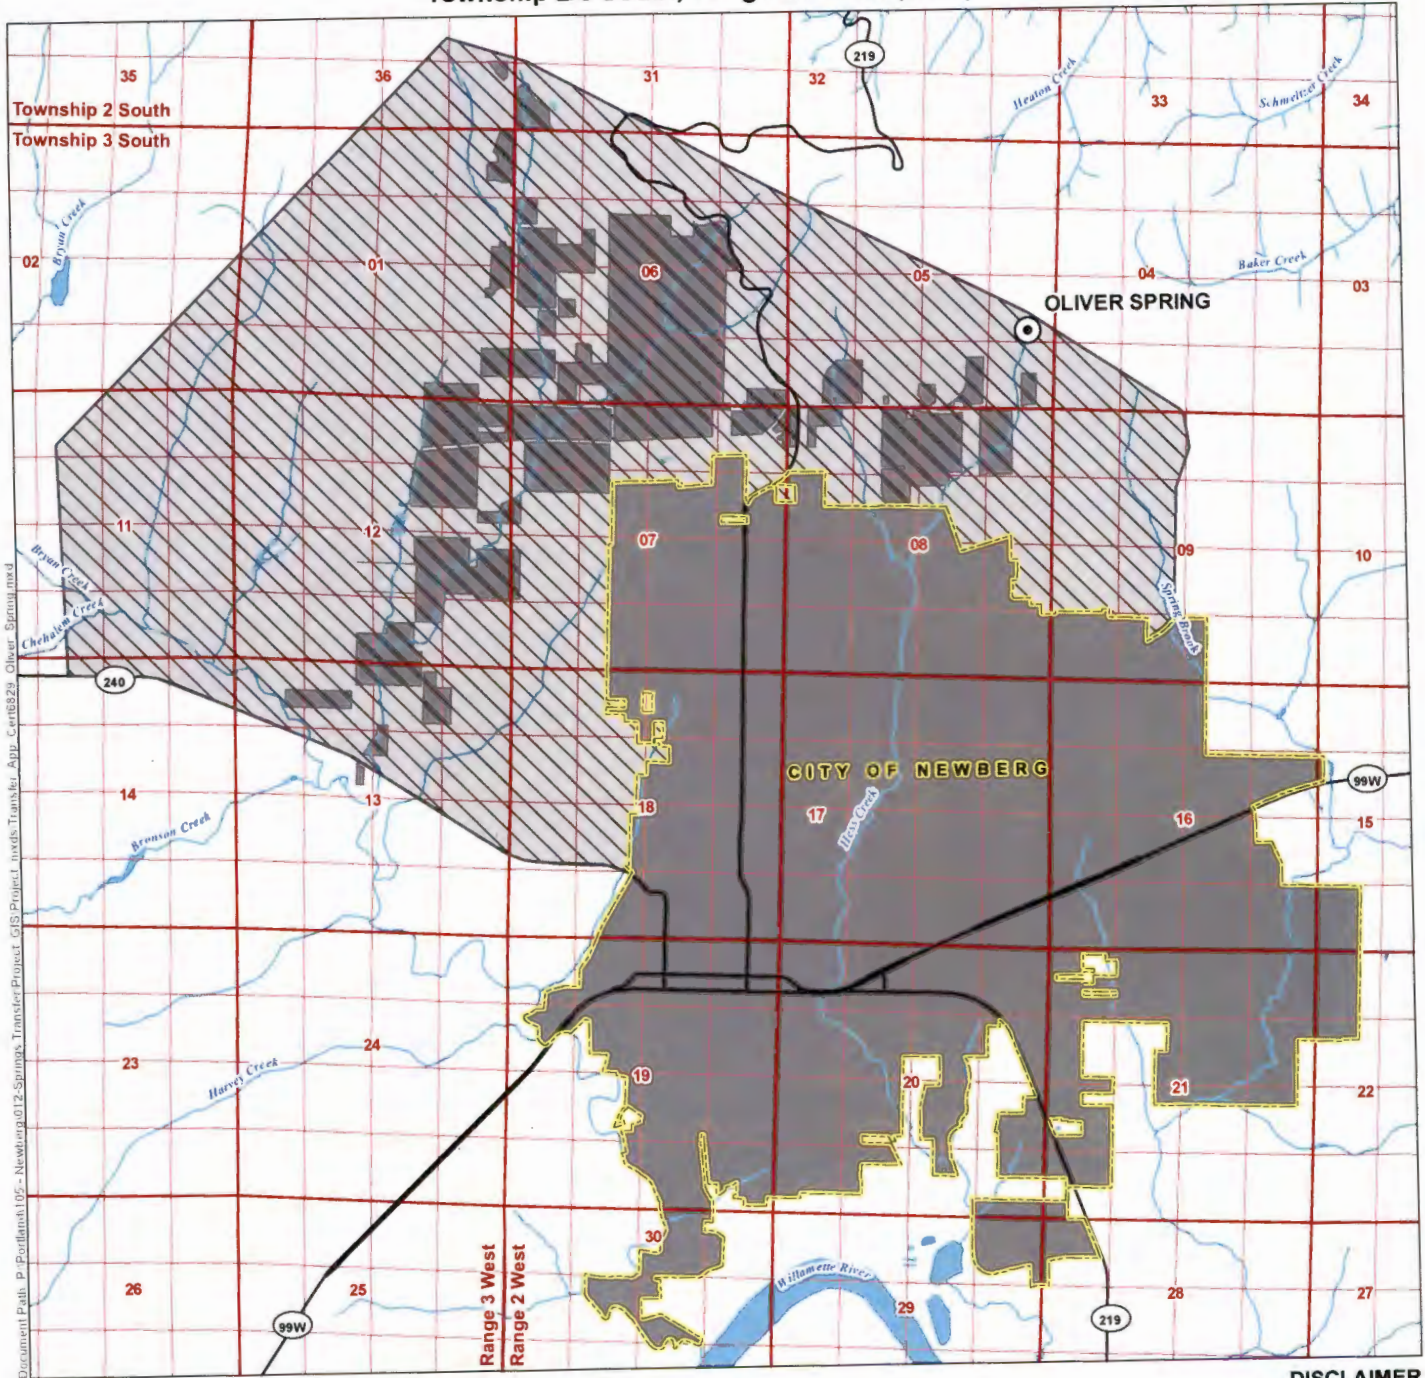 219
35
36
31
32
33
34
Heaton Creek
Schmeltzer Creek
Township 2 South
Township 3 South
Bryan Creek
02
01
06
05
04
03
Baker Creek
OLIVER SPRING
11
12
07
08
09
10
Bryan Creek
Chehalem Creek
Spring Brook
240
14
13
18
17
16
15
CITY OF NEWBERG
99W
Hess Creek
Bronson Creek
23
24
19
20
21
22
Harvey Creek
26
25
30
29
28
27
Willamette River
Range 3 West
Range 2 West
99W
219
DISCLAIMER